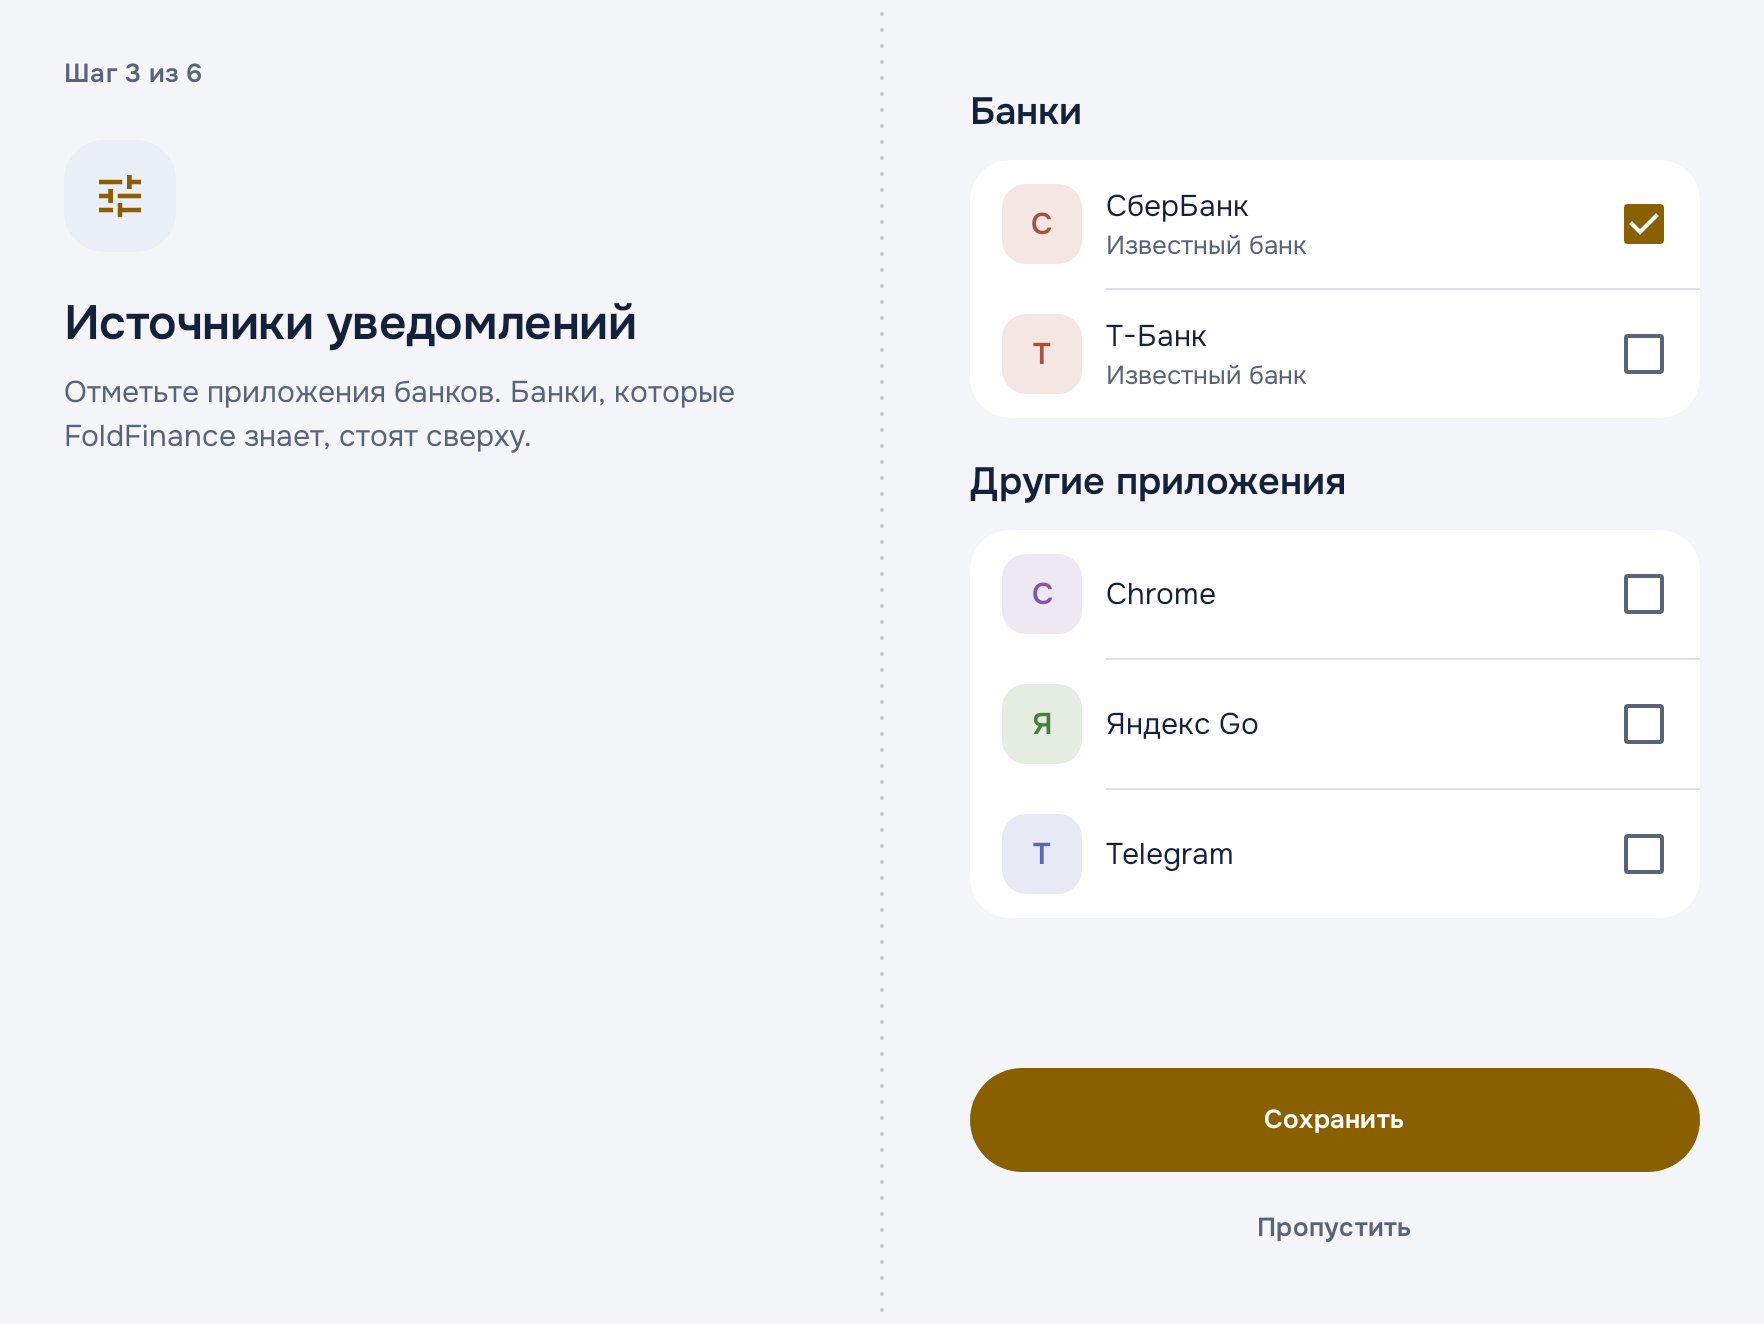 Шаг 3 из 6
Источники уведомлений
Отметьте приложения банков. Банки, которые
FoldFinance знает, стоят сверху.
Банки
С
СберБанк
Известный банк
Т
Т-Банк
Известный банк
Другие приложения
C
Chrome
Я
Яндекс Go
T
Telegram
Сохранить
Пропустить